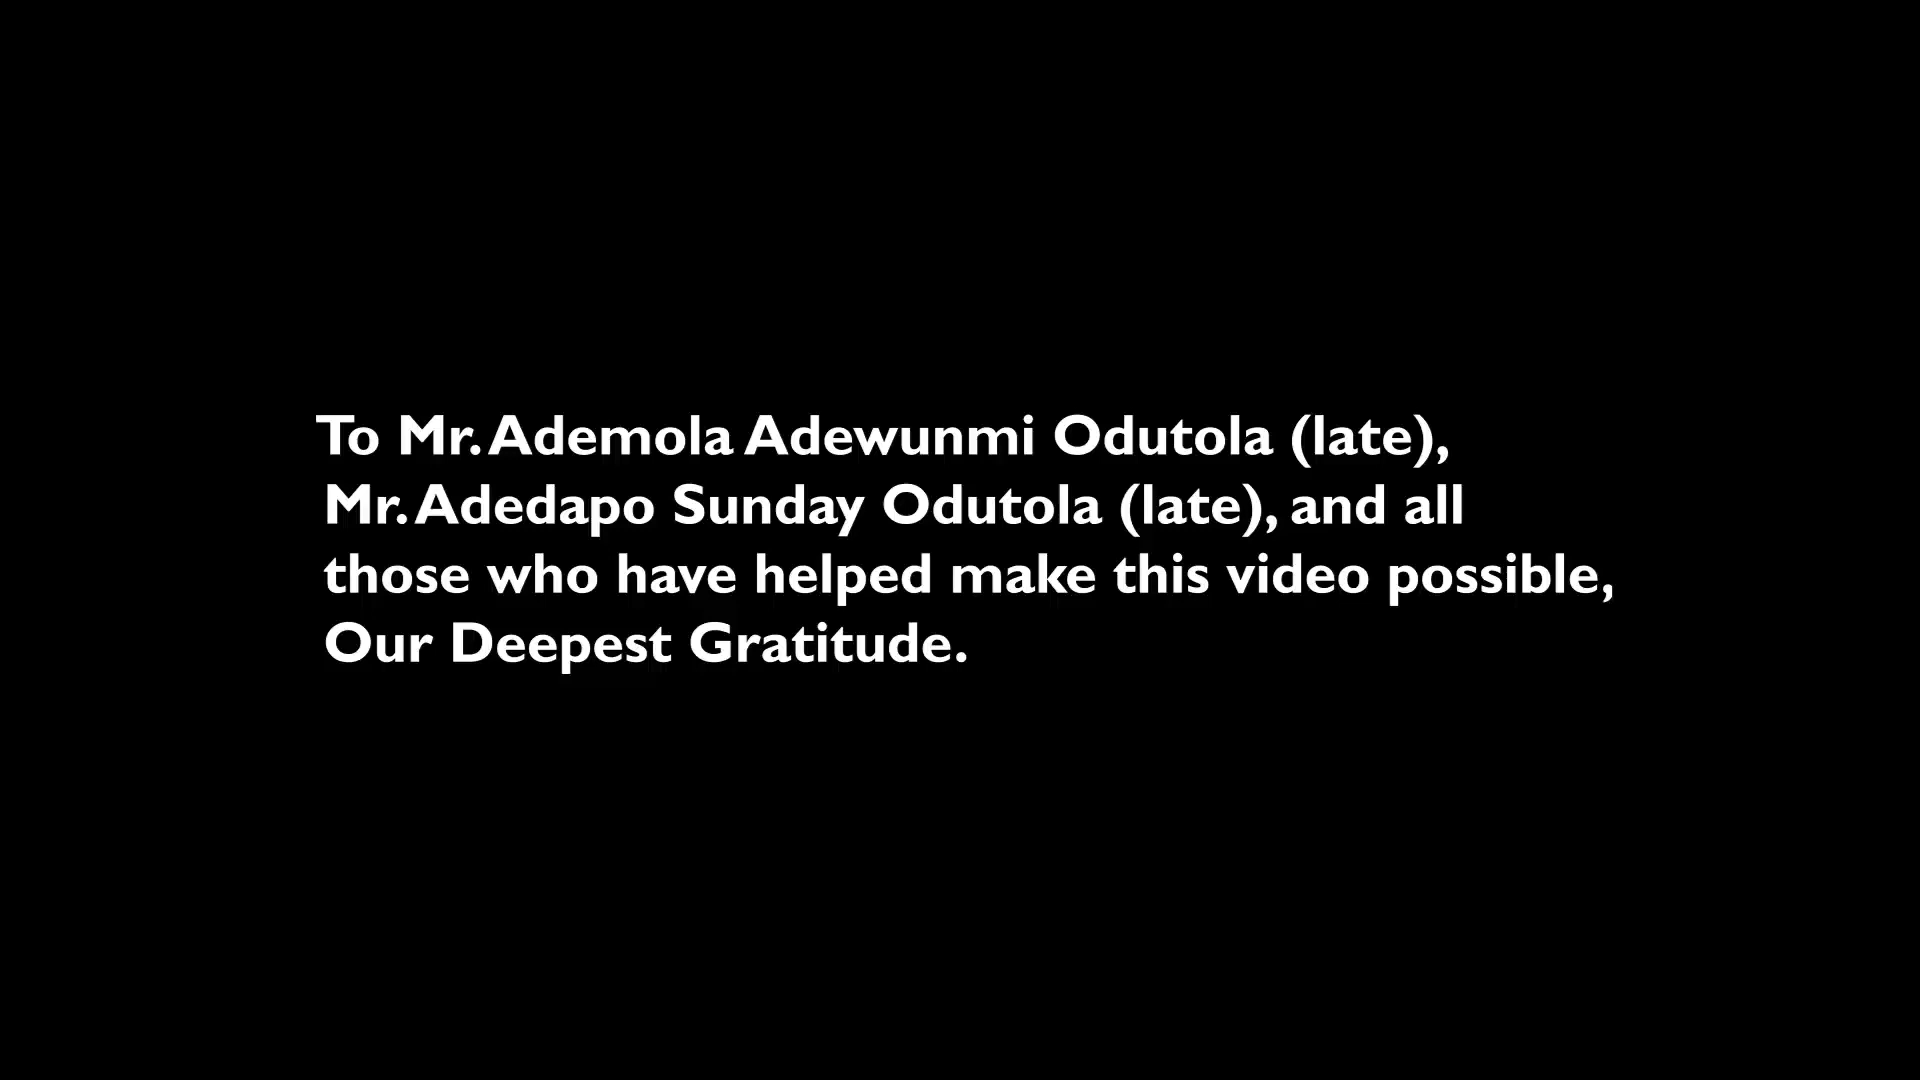 To Mr. Ademola Adewunmi Odutola (late),
Mr. Adedapo Sunday Odutola (late), and all
those who have helped make this video possible,
Our Deepest Gratitude.